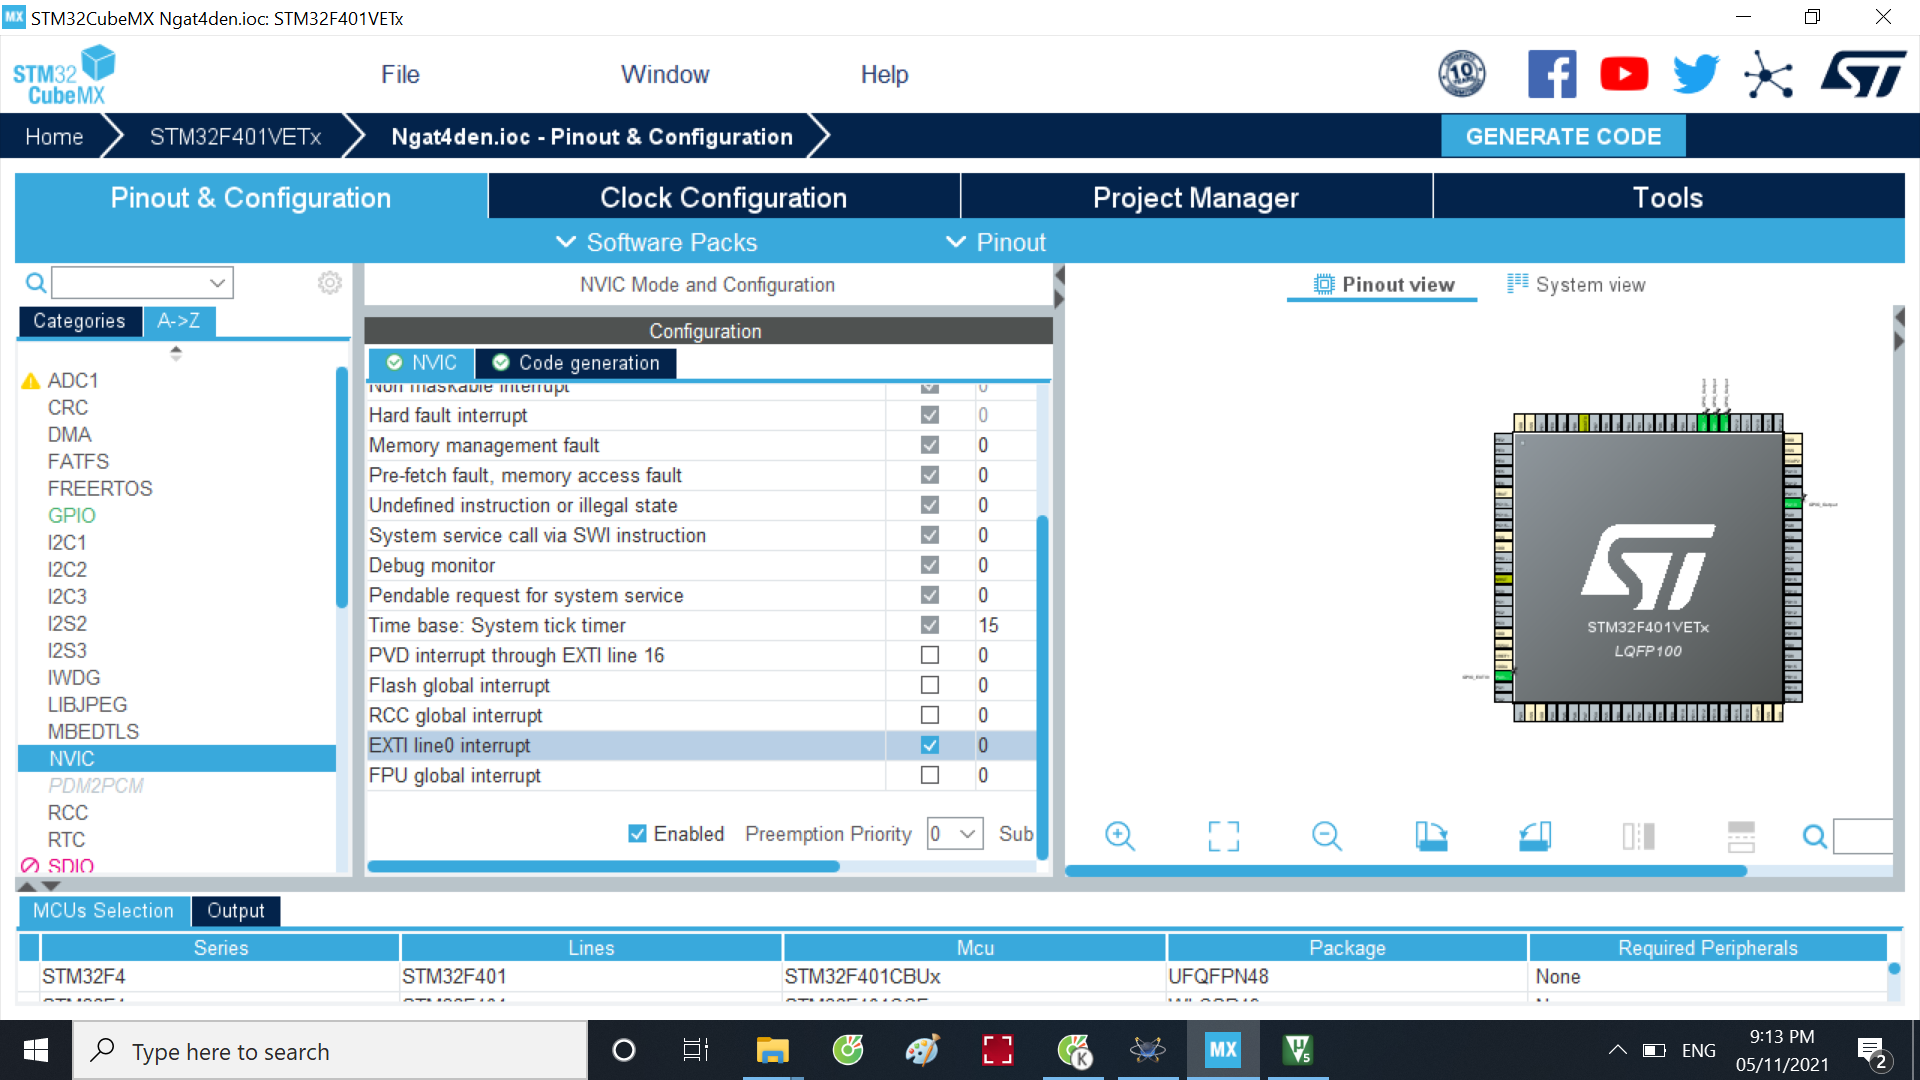 MX STM32CubeMX Ngat4den.ioc: STM32F401VETx
STM32 CubeMX
File Window Help
10
ST
Home STM32F401VETx Ngat4den.ioc - Pinout & Configuration GENERATE CODE
Pinout & Configuration Clock Configuration Project Manager Tools
Software Packs Pinout
NVIC Mode and Configuration
Pinout view System view
Categories A->Z
Configuration
NVIC Code generation
ADC1
CRC
DMA
FATFS
FREERTOS
GPIO
I2C1
I2C2
I2C3
I2S2
I2S3
IWDG
LIBJPEG
MBEDTLS
NVIC
PDM2PCM
RCC
RTC
SDIO
Non maskable interrupt 0
Hard fault interrupt 0
Memory management fault 0
Pre-fetch fault, memory access fault 0
Undefined instruction or illegal state 0
System service call via SWI instruction 0
Debug monitor 0
Pendable request for system service 0
Time base: System tick timer 15
PVD interrupt through EXTI line 16 0
Flash global interrupt 0
RCC global interrupt 0
EXTI line0 interrupt 0
FPU global interrupt 0
Enabled Preemption Priority 0 Sub
ST
STM32F401VETx
LQFP100
MCUs Selection Output
Series Lines Mcu Package Required Peripherals
STM32F4 STM32F401 STM32F401CBUx UFQFPN48 None
Type here to search
K
MX
ENG
9:13 PM
05/11/2021
2